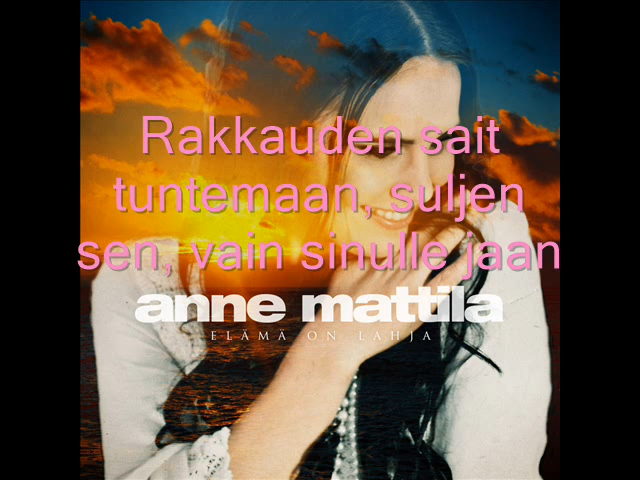 Rakkauden sait
tuntemaan, suljen
sen, vain sinulle jaan
anne mattila
ELÄMÄ ON LAHJA